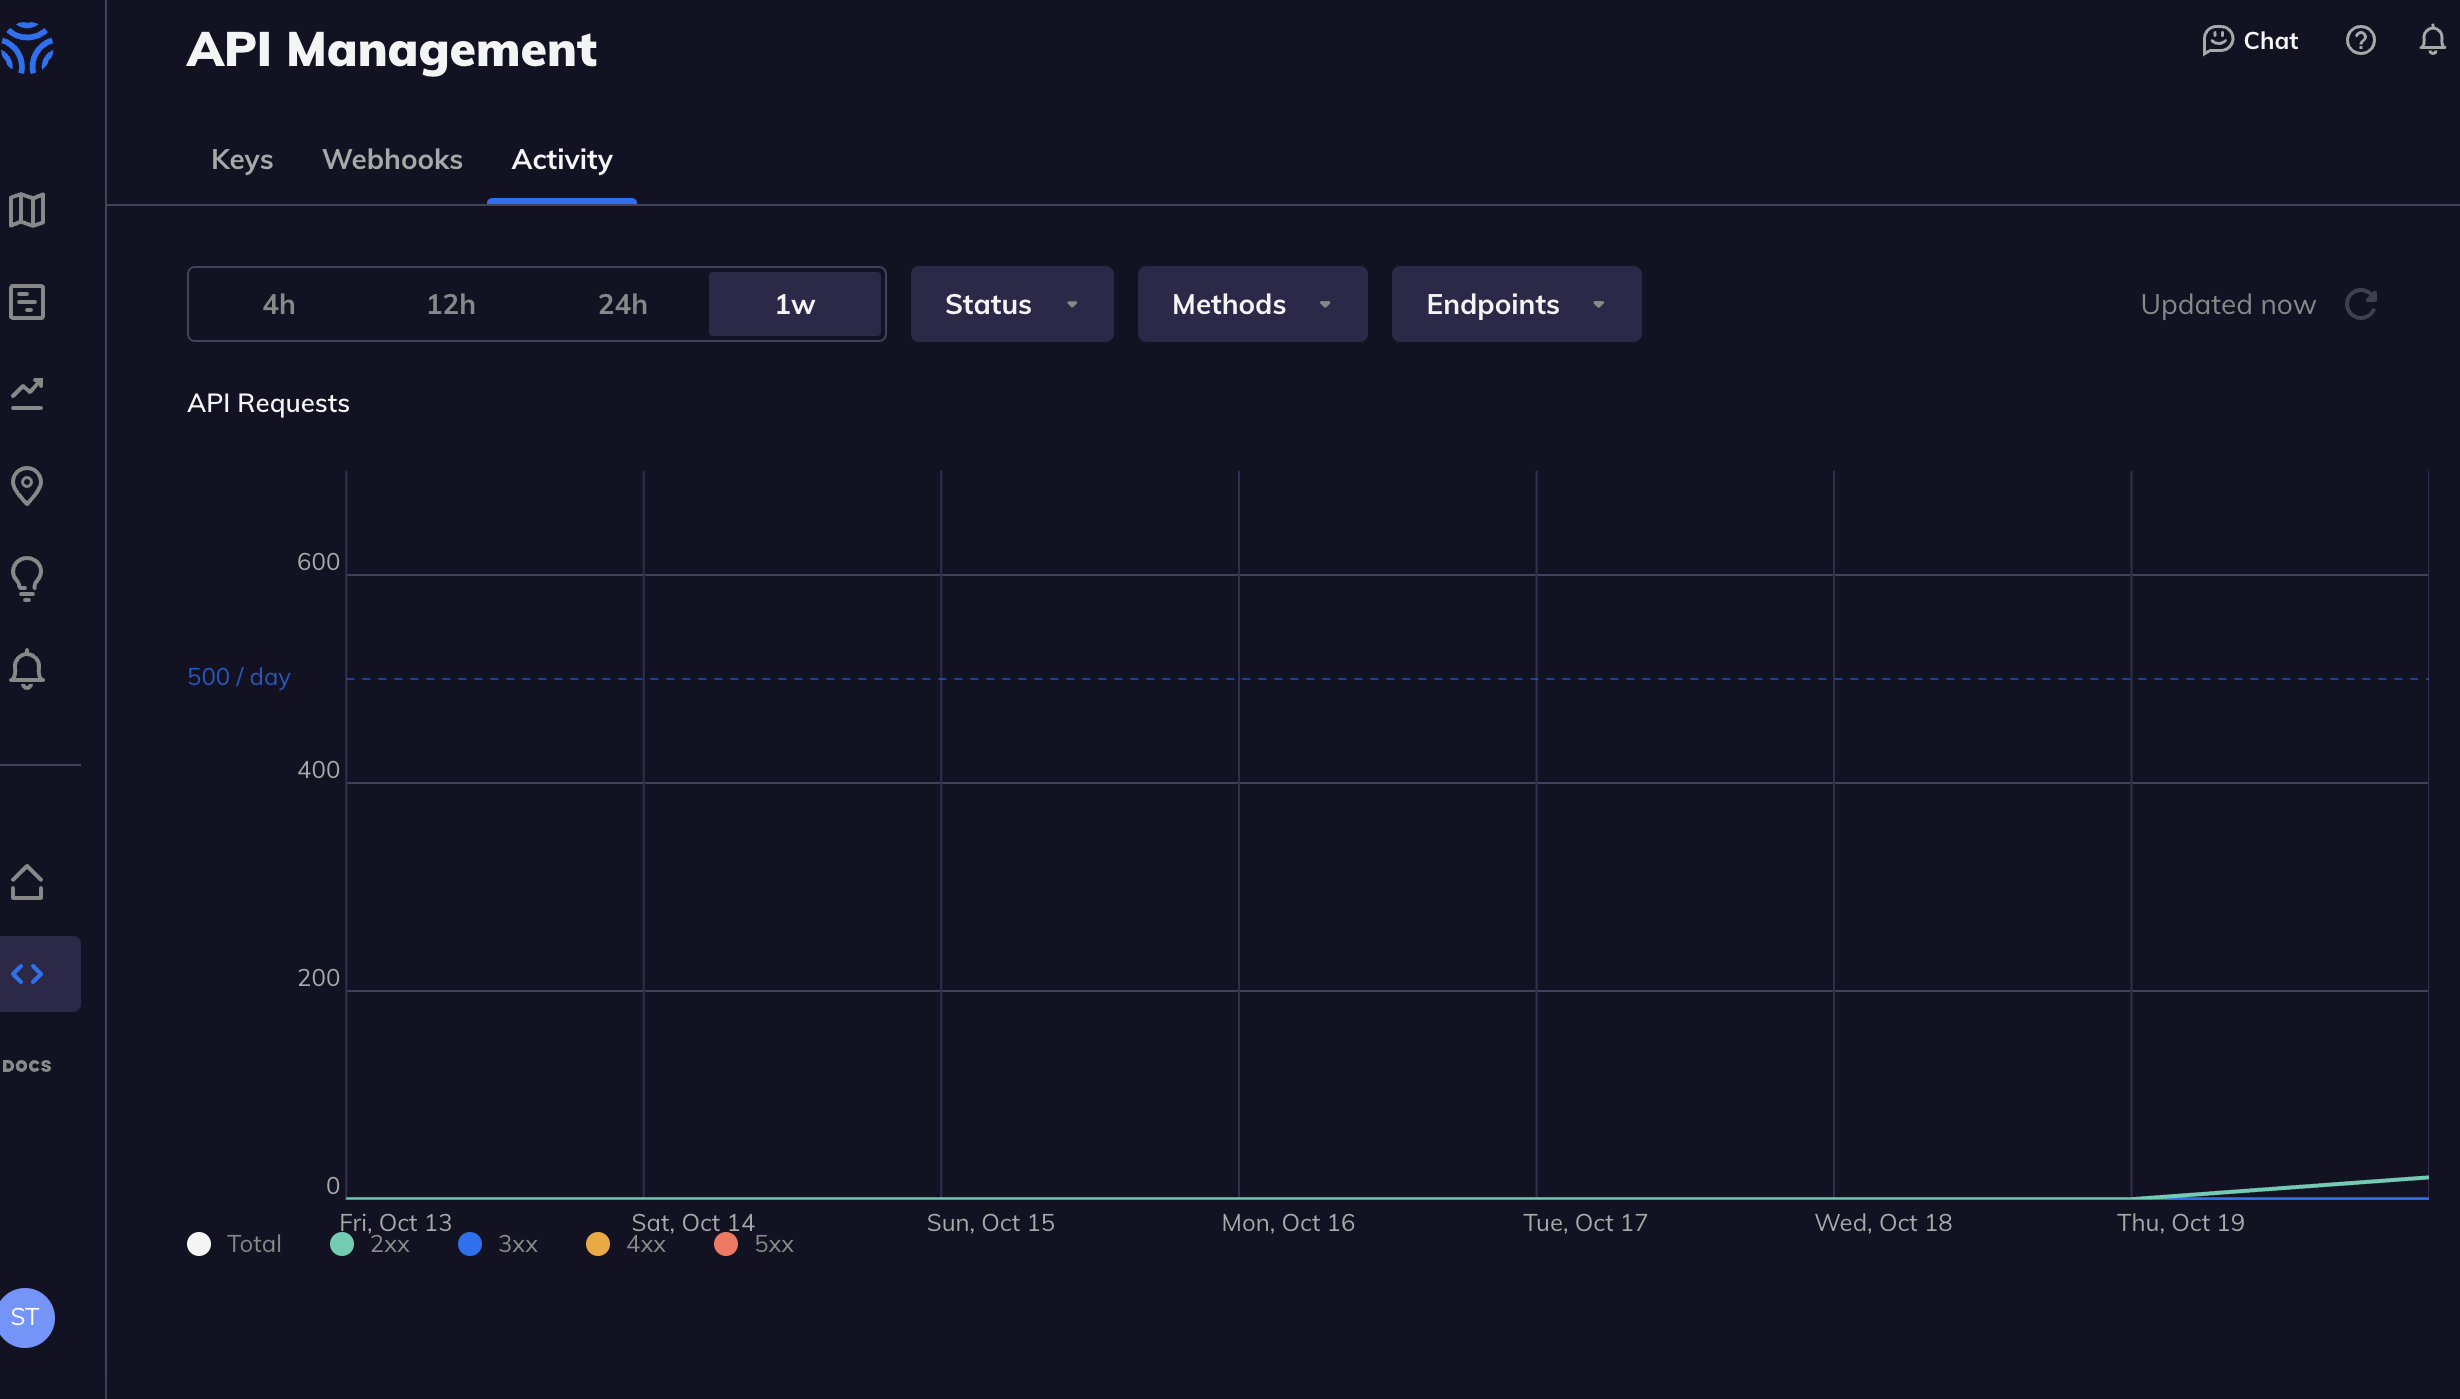 API Management
Chat
Keys Webhooks Activity
4h 12h 24h 1w Status Methods Endpoints Updated now
API Requests
600
500 / day
400
200
0
Fri, Oct 13 Sat, Oct 14 Sun, Oct 15 Mon, Oct 16 Tue, Oct 17 Wed, Oct 18 Thu, Oct 19
Total 2xx 3xx 4xx 5xx
DOCS
ST